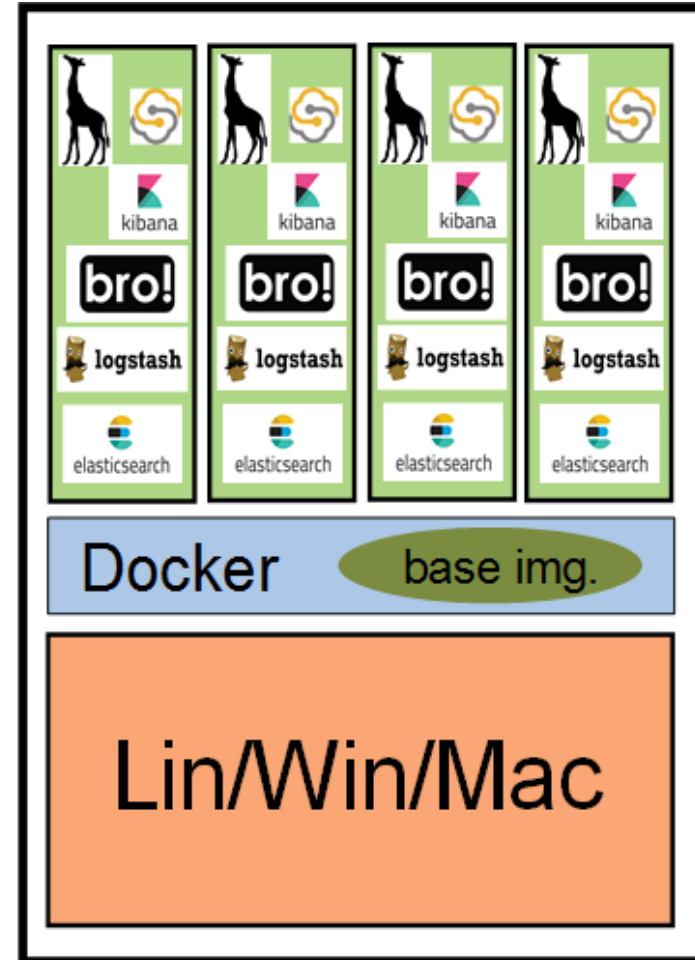 kibana kibana kibana kibana
bro! bro! bro! bro!
logstash logstash logstash logstash
elasticsearch elasticsearch elasticsearch elasticsearch
Docker base img.
Lin/Win/Mac